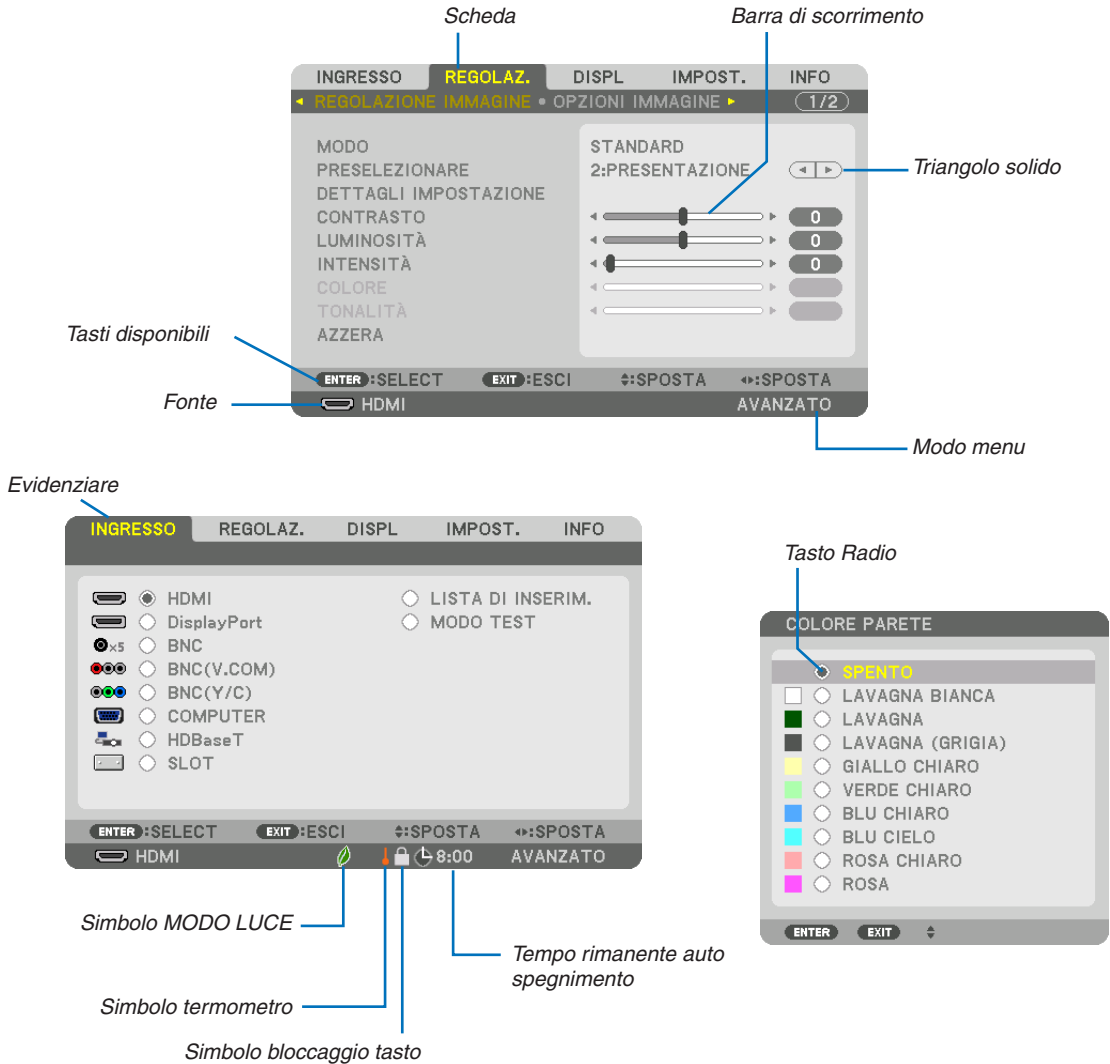 Scheda
Barra di scorrimento
INGRESSO REGOLAZ. DISPL IMPOST. INFO
REGOLAZIONE IMMAGINE • OPZIONI IMMAGINE 1/2
MODO STANDARD
PRESELEZIONARE 2:PRESENTAZIONE
Triangolo solido
DETTAGLI IMPOSTAZIONE
CONTRASTO 0
LUMINOSITÀ 0
INTENSITÀ 0
COLORE
TONALITÀ
AZZERA
Tasti disponibili
ENTER :SELECT EXIT :ESCI :SPOSTA :SPOSTA
Fonte
HDMI AVANZATO
Modo menu
Evidenziare
INGRESSO REGOLAZ. DISPL IMPOST. INFO
HDMI LISTA DI INSERIM.
DisplayPort MODO TEST
×5 BNC
BNC(V.COM)
BNC(Y/C)
COMPUTER
HDBaseT
SLOT
ENTER :SELECT EXIT :ESCI :SPOSTA :SPOSTA
HDMI 8:00 AVANZATO
Simbolo MODO LUCE
Simbolo termometro
Simbolo bloccaggio tasto
Tempo rimanente auto
spegnimento
Tasto Radio
COLORE PARETE
SPENTO
LAVAGNA BIANCA
LAVAGNA
LAVAGNA (GRIGIA)
GIALLO CHIARO
VERDE CHIARO
BLU CHIARO
BLU CIELO
ROSA CHIARO
ROSA
ENTER EXIT